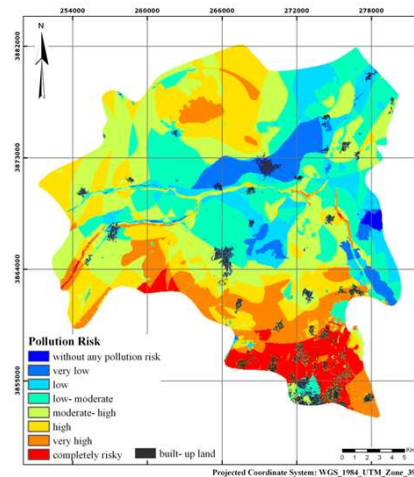 N
254000 260000 266000 272000 278000
3882000
3873000
3864000
3855000
Pollution Risk
without any pollution risk
very low
low
low- moderate
moderate- high
high
very high
completely risky
built- up land
0 1 2 3 4 5
Km
Projected Coordinate System: WGS_1984_UTM_Zone_39